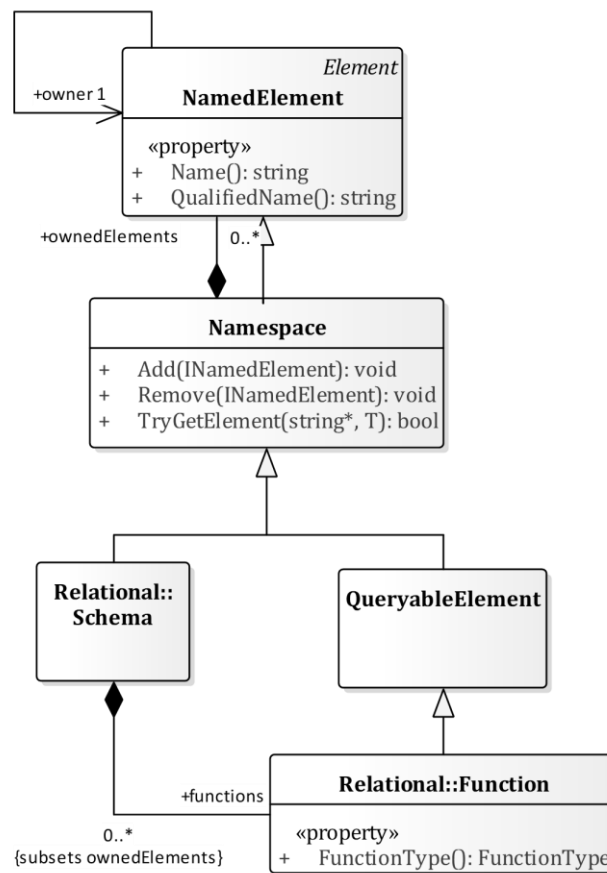 Element
+owner 1
NamedElement
«property»
+ Name(): string
+ QualifiedName(): string
+ownedElements 0..*
Namespace
+ Add(INamedElement): void
+ Remove(INamedElement): void
+ TryGetElement(string*, T): bool
Relational::
Schema
QueryableElement
Relational::Function
+functions
«property»
0..*
{subsets ownedElements}
+ FunctionType(): FunctionType